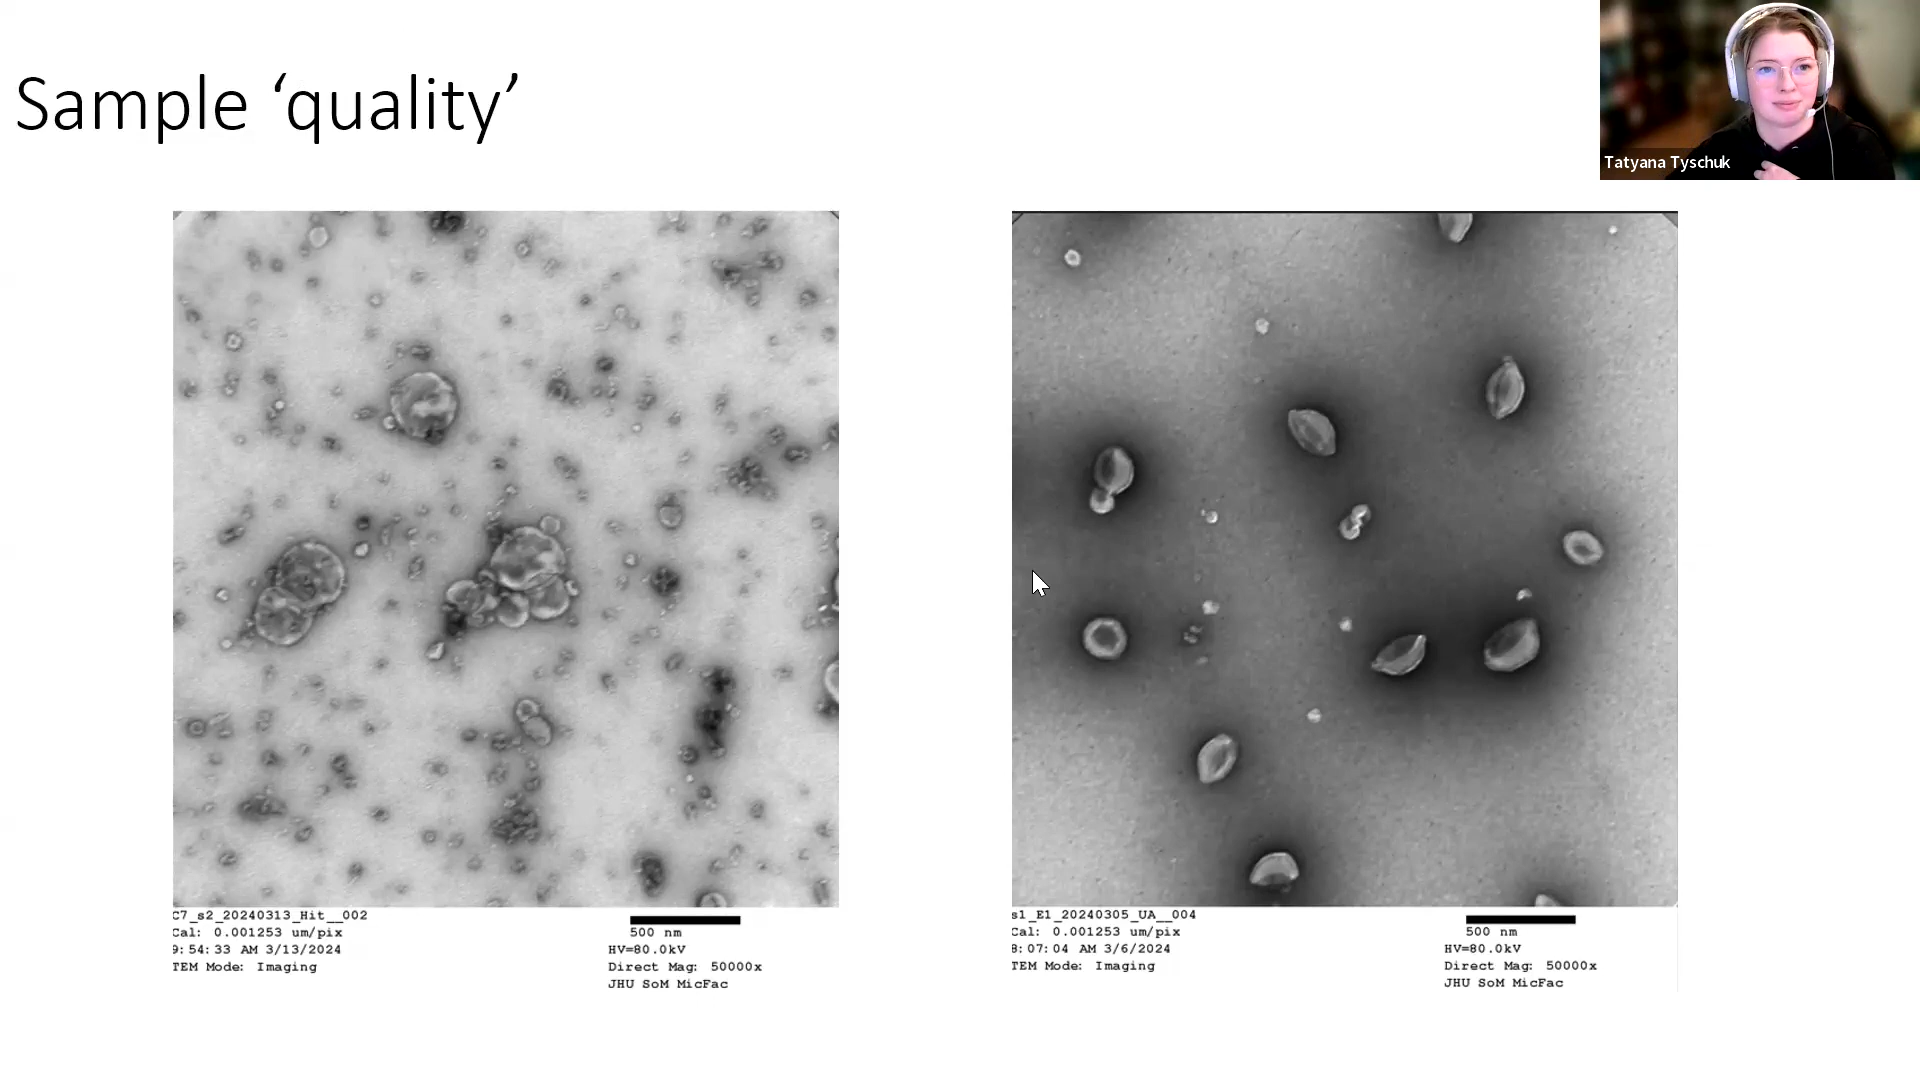 Sample ‘quality’
Tatyana Tyschuk
C7_s2_20240313_Hit__002
Cal: 0.001253 um/pix
9:54:33 AM 3/13/2024
TEM Mode: Imaging
500 nm
HV=80.0kV
Direct Mag: 50000x
JHU SoM MicFac
s1_E1_20240305_UA__004
Cal: 0.001253 um/pix
8:07:04 AM 3/6/2024
TEM Mode: Imaging
500 nm
HV=80.0kV
Direct Mag: 50000x
JHU SoM MicFac